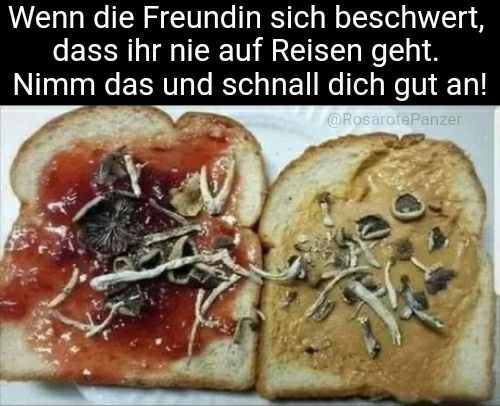 Wenn die Freundin sich beschwert,
dass ihr nie auf Reisen geht.
Nimm das und schnall dich gut an!
@RosarotePanzer